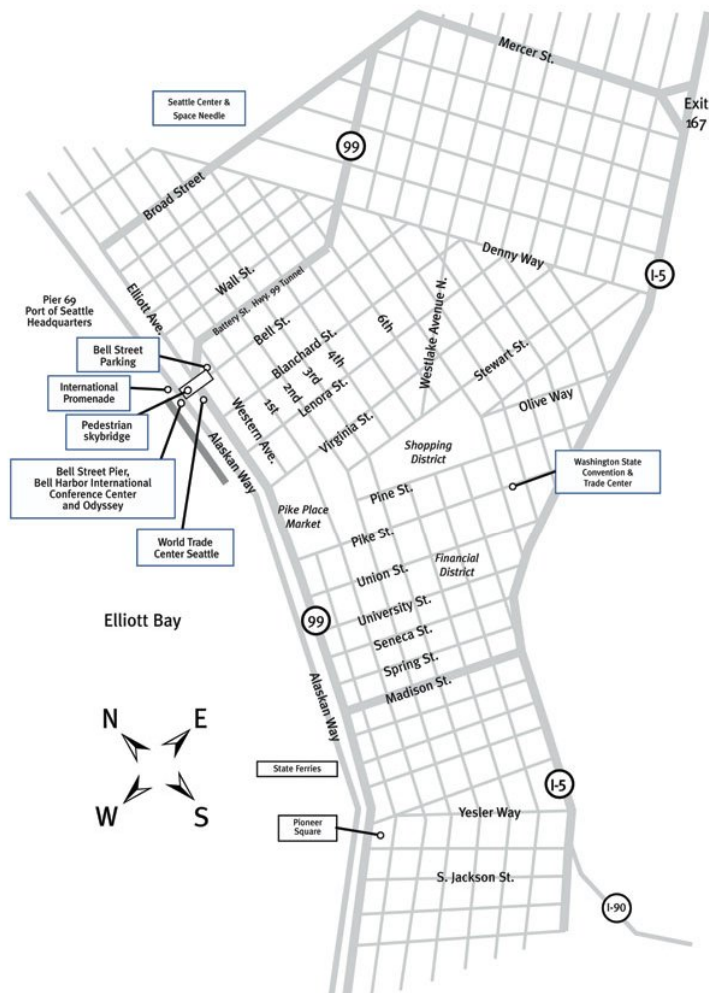 Mercer St.
Seattle Center &
Space Needle
Exit
167
99
Broad Street
Denny Way
I-5
Wall St.
Elliott Ave.
Battery St. Hwy. 99 Tunnel
Pier 69
Port of Seattle
Headquarters
Bell St.
6th
Westlake Avenue N.
Stewart St.
Blanchard St.
4th
3rd
2nd
1st
Lenora St.
Bell Street
Parking
International
Promenade
Pedestrian
skybridge
Western Ave.
Virginia St.
Olive Way
Alaskan Way
Shopping
District
Bell Street Pier,
Bell Harbor International
Conference Center
and Odyssey
Washington State
Convention &
Trade Center
Pine St.
Pike Place
Market
World Trade
Center Seattle
Pike St.
Union St.
Financial
District
University St.
Elliott Bay
99
Seneca St.
Spring St.
Madison St.
Alaskan Way
N
E
W
S
State Ferries
I-5
Yesler Way
Pioneer
Square
S. Jackson St.
I-90